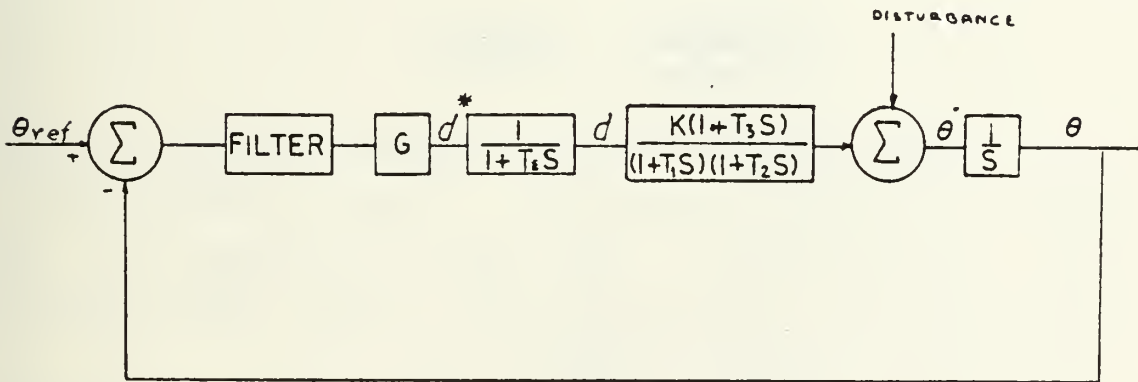 DISTURBANCE
θref
+
-
Σ
FILTER
G
d*
1
1+TεS
d
K(1+T3S)
(1+T1S)(1+T2S)
Σ
θ̇
1
S
θ